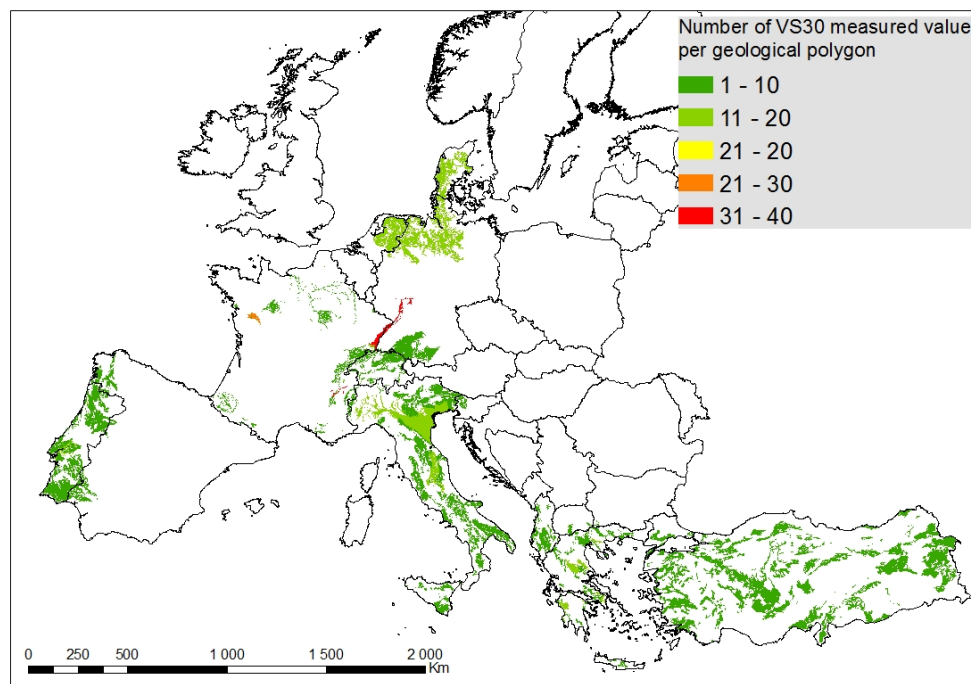 Number of VS30 measured value
per geological polygon
1 - 10
11 - 20
21 - 20
21 - 30
31 - 40
0 250 500 1 000 1 500 2 000
Km